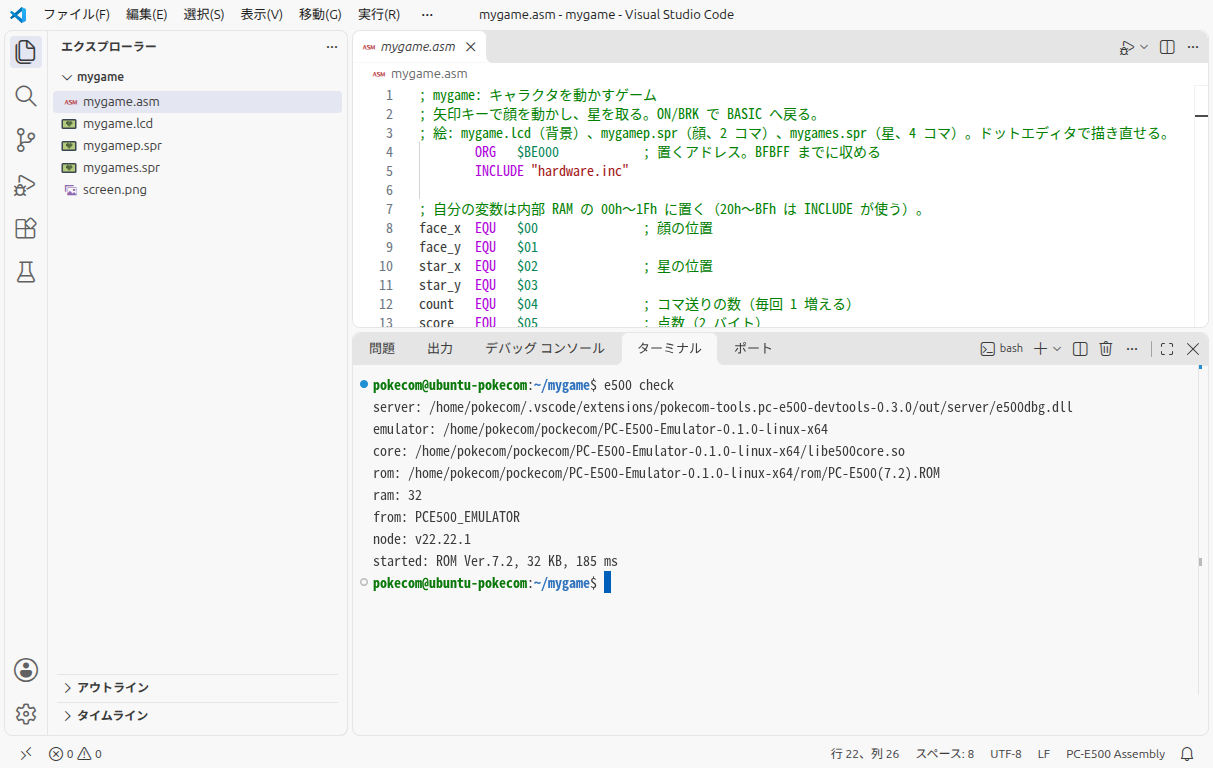 ファイル(F) 編集(E) 選択(S) 表示(V) 移動(G) 実行(R) ··· mygame.asm - mygame - Visual Studio Code
エクスプローラー ···
mygame
ASM mygame.asm
mygame.lcd
mygamep.spr
mygames.spr
screen.png
アウトライン
タイムライン
ASM mygame.asm
ASM mygame.asm
1 ; mygame: キャラクタを動かすゲーム
2 ; 矢印キーで顔を動かし、星を取る。ON/BRK で BASIC へ戻る。
3 ; 絵: mygame.lcd（背景）、mygamep.spr（顔、2 コマ）、mygames.spr（星、4 コマ）。ドットエディタで描き直せる。
4 ORG $BE000 ; 置くアドレス。BFBFF までに収める
5 INCLUDE "hardware.inc"
6
7 ; 自分の変数は内部 RAM の 00h〜1Fh に置く（20h〜BFh は INCLUDE が使う）。
8 face_x EQU $00 ; 顔の位置
9 face_y EQU $01
10 star_x EQU $02 ; 星の位置
11 star_y EQU $03
12 count EQU $04 ; コマ送りの数（毎回 1 増える）
13 score EQU $05 ; 点数（2 バイト）
問題 出力 デバッグ コンソール ターミナル ポート bash ···
pokecom@ubuntu-pokecom:~/mygame$ e500 check
server: /home/pokecom/.vscode/extensions/pokecom-tools.pc-e500-devtools-0.3.0/out/server/e500dbg.dll
emulator: /home/pokecom/pockecom/PC-E500-Emulator-0.1.0-linux-x64
core: /home/pokecom/pockecom/PC-E500-Emulator-0.1.0-linux-x64/libe500core.so
rom: /home/pokecom/pockecom/PC-E500-Emulator-0.1.0-linux-x64/rom/PC-E500(7.2).ROM
ram: 32
from: PCE500_EMULATOR
node: v22.22.1
started: ROM Ver.7.2, 32 KB, 185 ms
pokecom@ubuntu-pokecom:~/mygame$
0 0 行 22、列 26 スペース: 8 UTF-8 LF PC-E500 Assembly